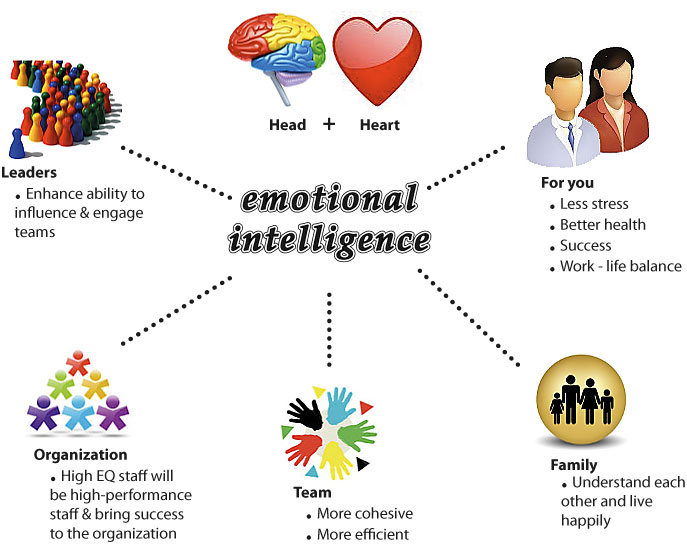 Head + Heart
emotional
intelligence
Leaders
• Enhance ability to
influence & engage
teams
For you
• Less stress
• Better health
• Success
• Work - life balance
Organization
• High EQ staff will
be high-performance
staff & bring success
to the organization
Team
• More cohesive
• More efficient
Family
• Understand each
other and live
happily